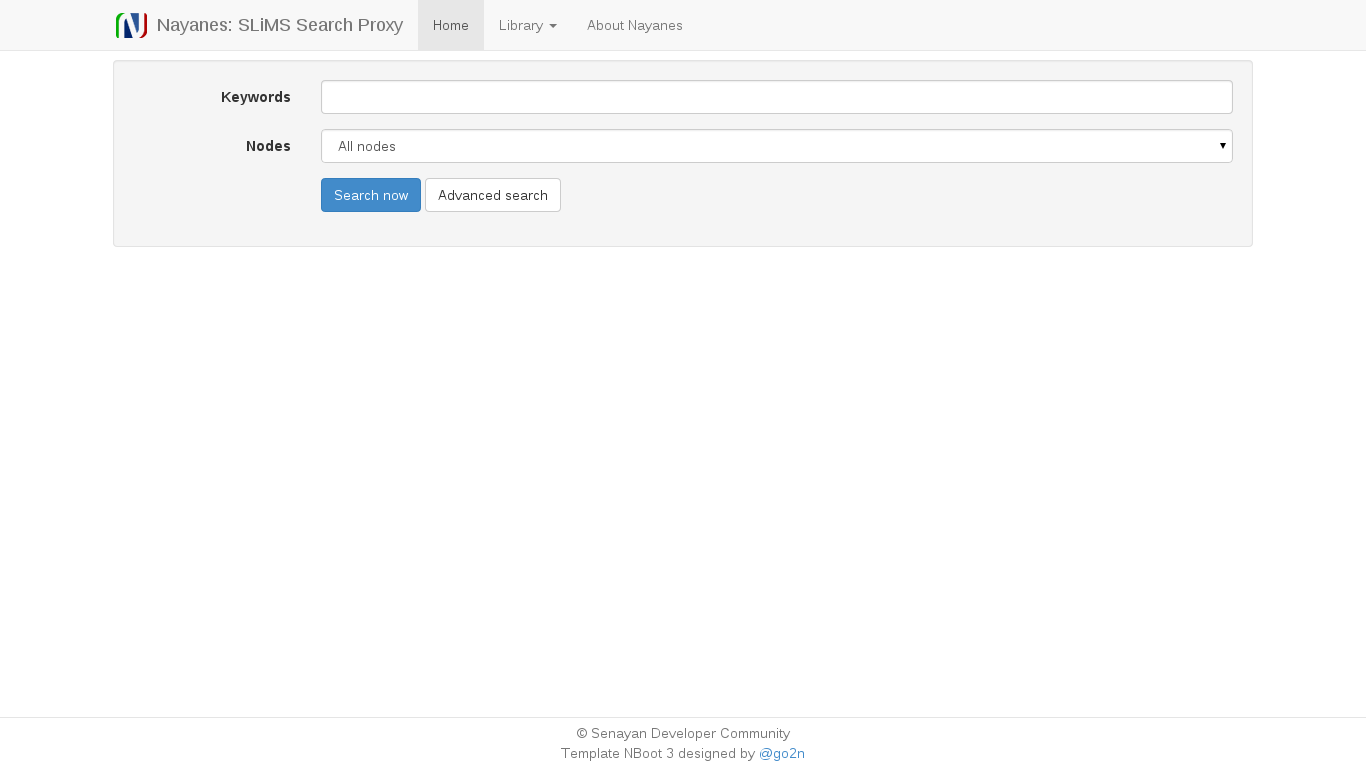 Nayanes: SLiMS Search Proxy Home Library About Nayanes
Keywords
Nodes All nodes
Search now Advanced search
© Senayan Developer Community
Template NBoot 3 designed by @go2n